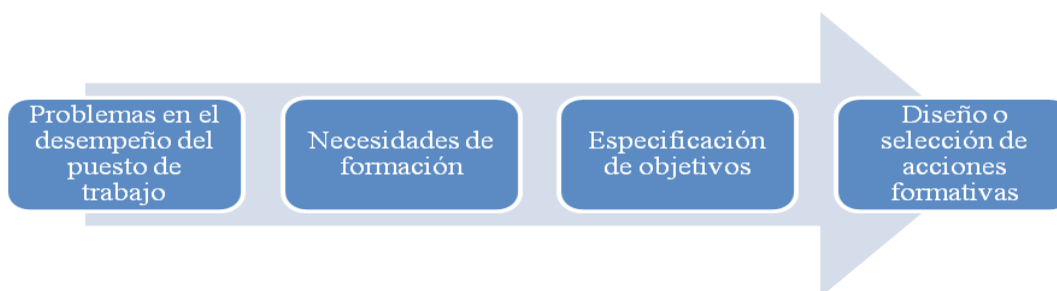 Problemas en el
desempeño del
puesto de
trabajo
Necesidades de
formación
Especificación
de objetivos
Diseño o
selección de
acciones
formativas